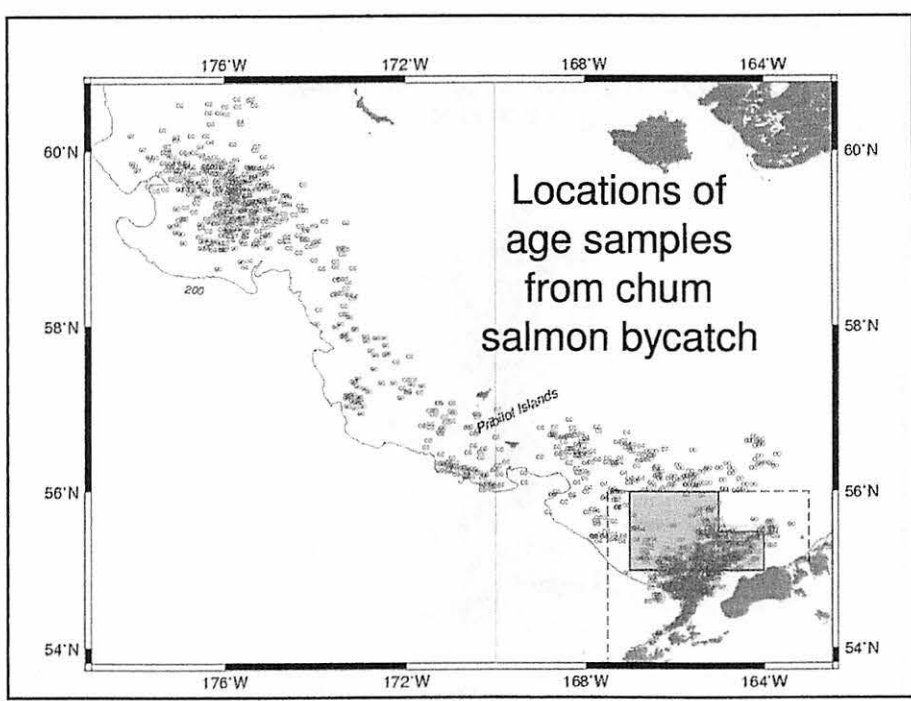 176°W 172°W 168°W 164°W
60°N 60°N
Locations of
age samples
from chum
salmon bycatch
200
58°N 58°N
Pribilof Islands
56°N 56°N
54°N 54°N
176°W 172°W 168°W 164°W